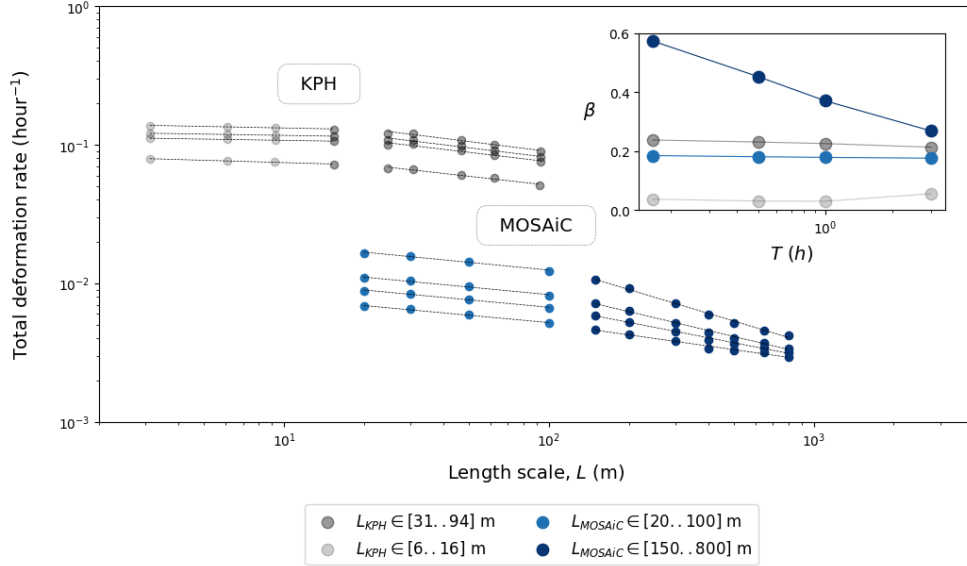 10⁰
10⁻¹
10⁻²
10⁻³
Total deformation rate (hour⁻¹)
KPH
MOSAiC
0.6
0.4
0.2
0.0
β
10⁰
T (h)
10¹
10²
10³
Length scale, L (m)
L_KPH ∈ [31. . 94] m
L_MOSAiC ∈ [20. . 100] m
L_KPH ∈ [6. . 16] m
L_MOSAiC ∈ [150. . 800] m